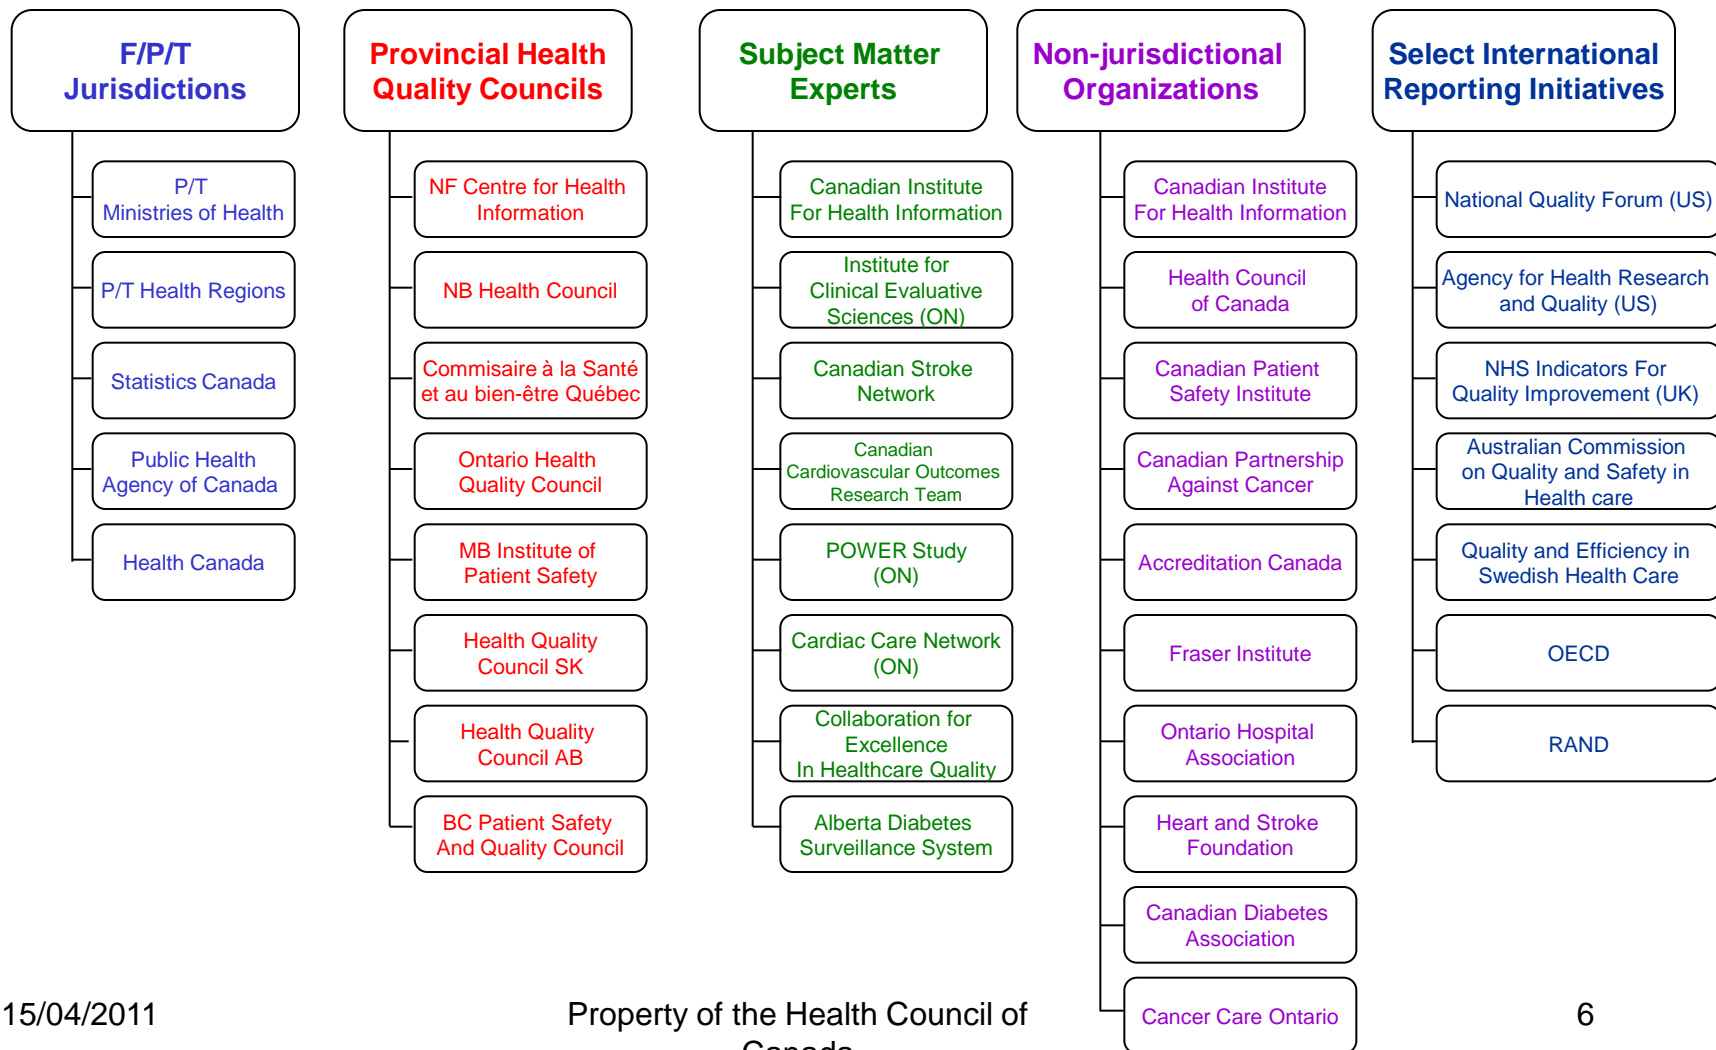 F/P/T
Jurisdictions
P/T
Ministries of Health
P/T Health Regions
Statistics Canada
Public Health
Agency of Canada
Health Canada
Provincial Health
Quality Councils
NF Centre for Health
Information
NB Health Council
Commisaire à la Santé
et au bien-être Québec
Ontario Health
Quality Council
MB Institute of
Patient Safety
Health Quality
Council SK
Health Quality
Council AB
BC Patient Safety
And Quality Council
Subject Matter
Experts
Canadian Institute
For Health Information
Institute for
Clinical Evaluative
Sciences (ON)
Canadian Stroke
Network
Canadian
Cardiovascular Outcomes
Research Team
POWER Study
(ON)
Cardiac Care Network
(ON)
Collaboration for
Excellence
In Healthcare Quality
Alberta Diabetes
Surveillance System
Non-jurisdictional
Organizations
Canadian Institute
For Health Information
Health Council
of Canada
Canadian Patient
Safety Institute
Canadian Partnership
Against Cancer
Accreditation Canada
Fraser Institute
Ontario Hospital
Association
Heart and Stroke
Foundation
Canadian Diabetes
Association
Cancer Care Ontario
Select International
Reporting Initiatives
National Quality Forum (US)
Agency for Health Research
and Quality (US)
NHS Indicators For
Quality Improvement (UK)
Australian Commission
on Quality and Safety in
Health care
Quality and Efficiency in
Swedish Health Care
OECD
RAND
15/04/2011
Property of the Health Council of
Canada
6